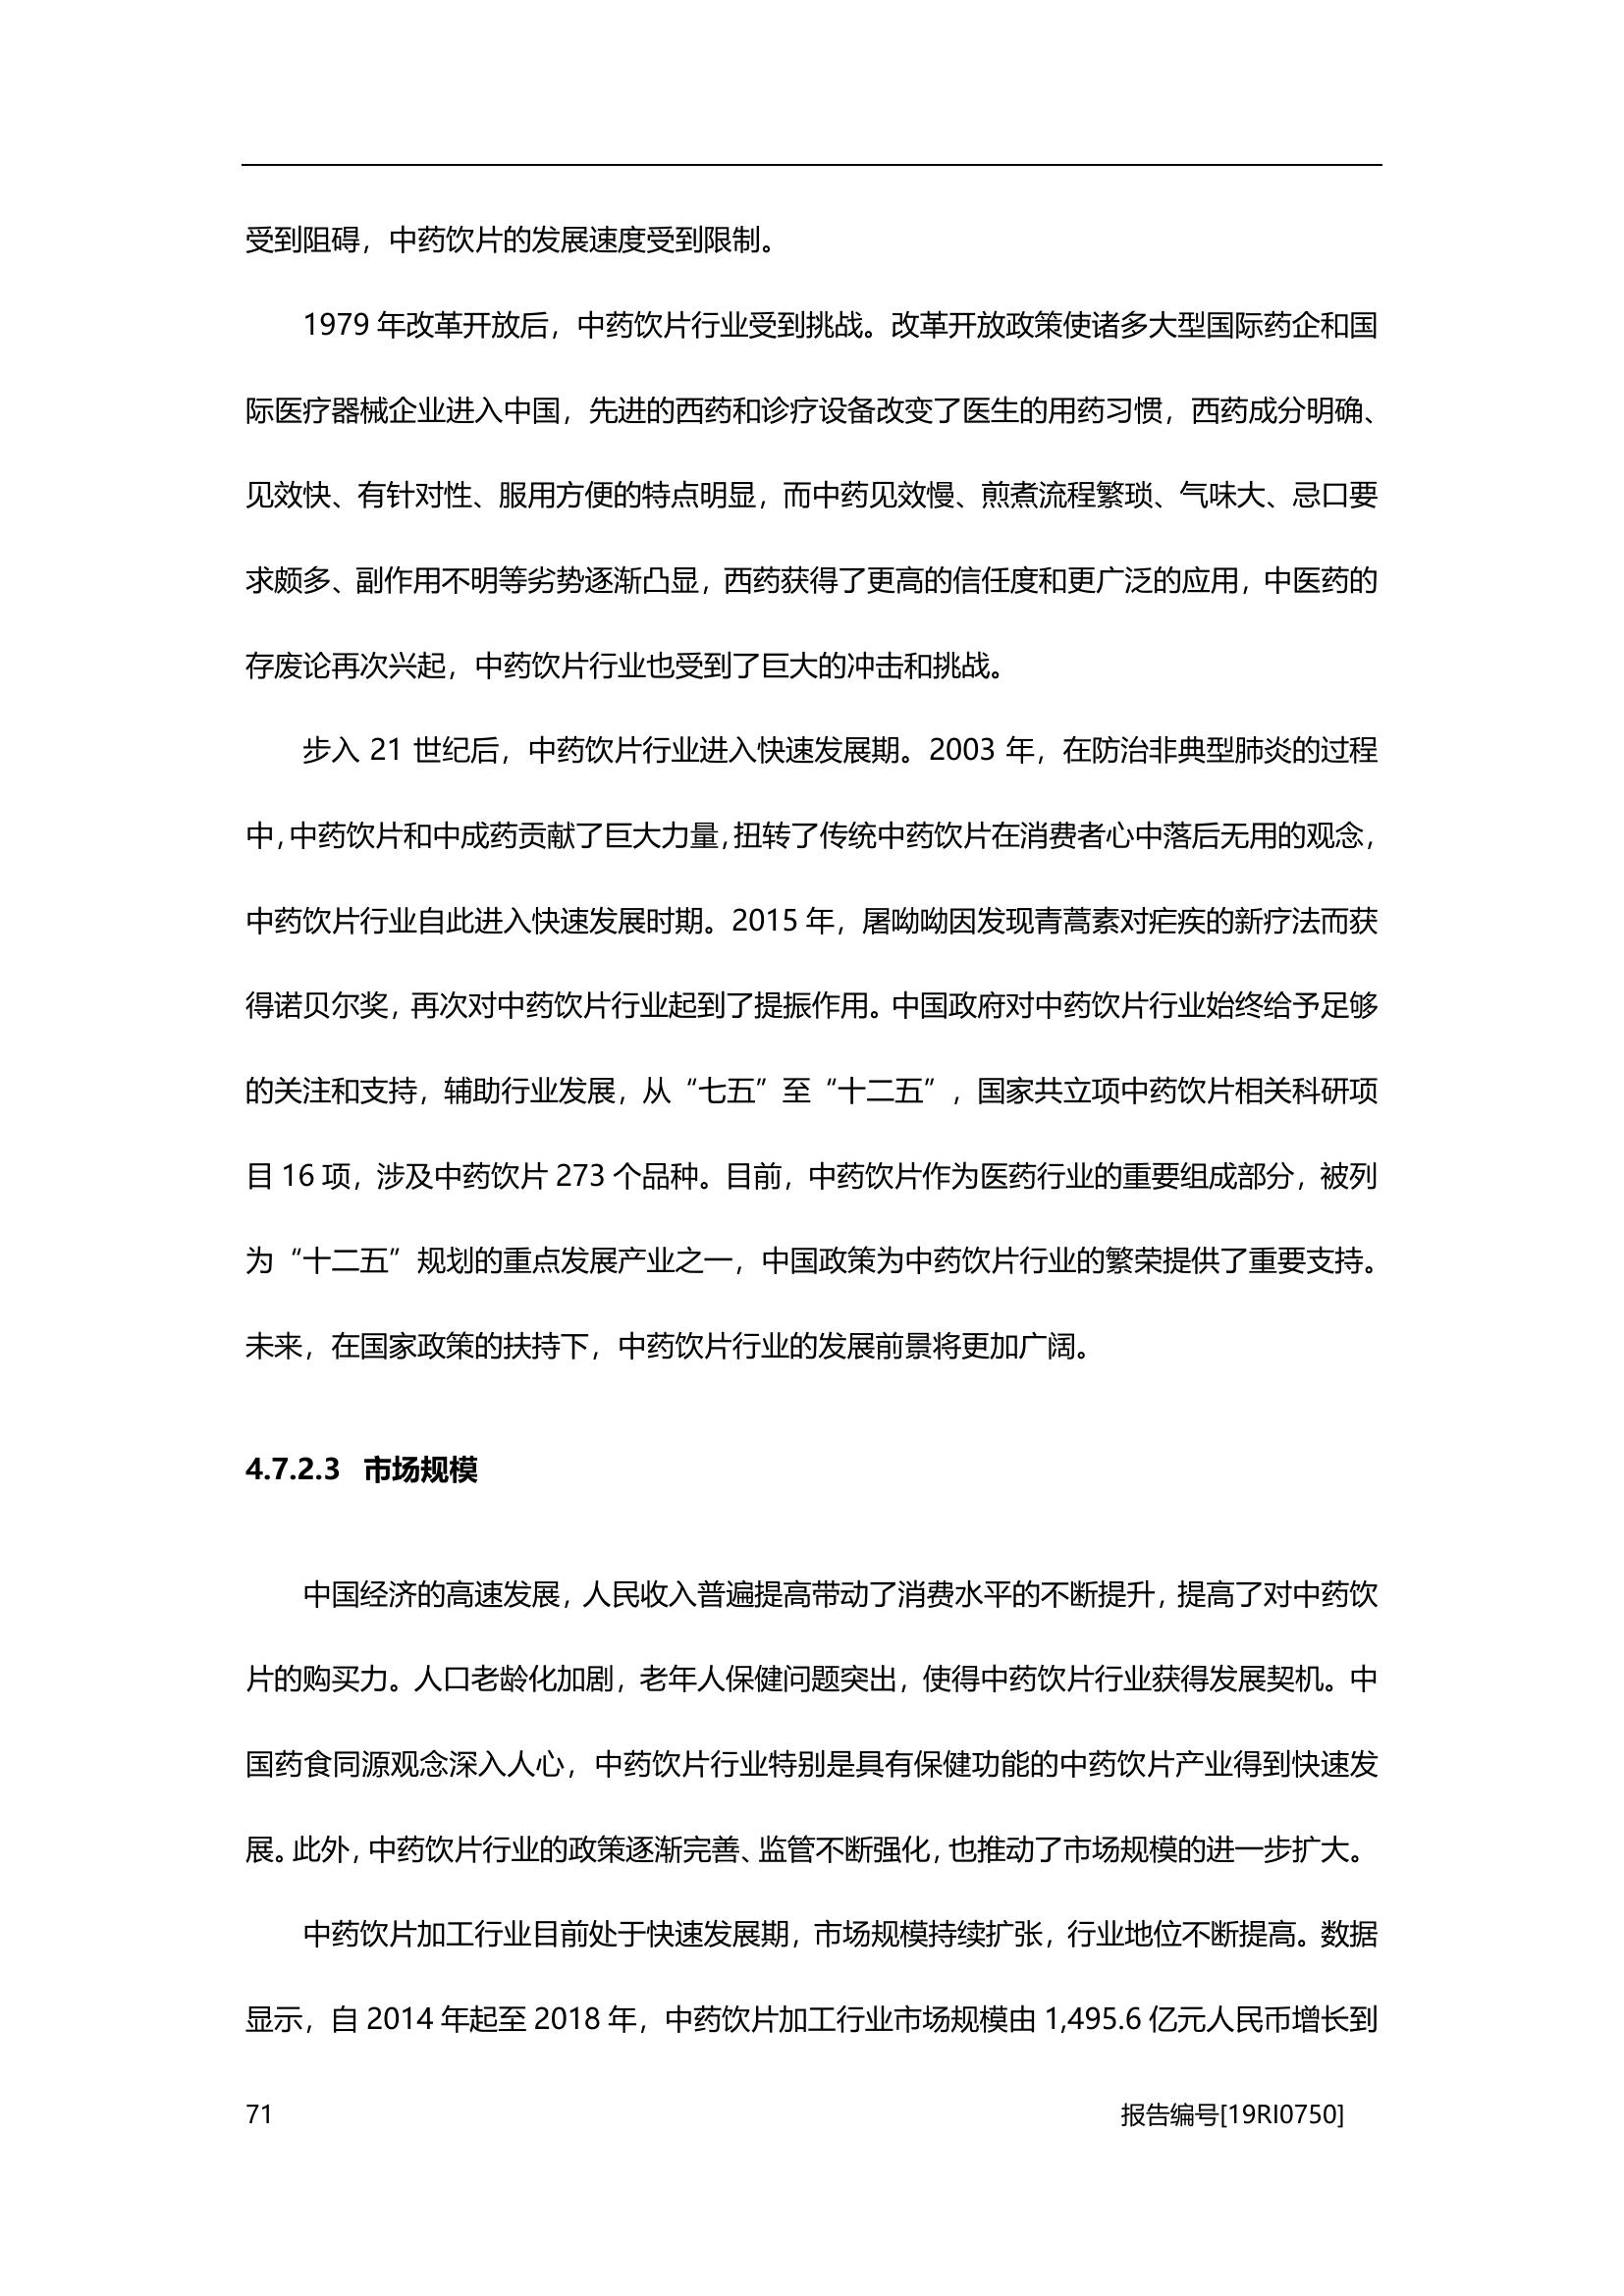 受到阻碍，中药饮片的发展速度受到限制。
1979 年改革开放后，中药饮片行业受到挑战。改革开放政策使诸多大型国际药企和国
际医疗器械企业进入中国，先进的西药和诊疗设备改变了医生的用药习惯，西药成分明确、
见效快、有针对性、服用方便的特点明显，而中药见效慢、煎煮流程繁琐、气味大、忌口要
求颇多、副作用不明等劣势逐渐凸显，西药获得了更高的信任度和更广泛的应用，中医药的
存废论再次兴起，中药饮片行业也受到了巨大的冲击和挑战。
步入 21 世纪后，中药饮片行业进入快速发展期。2003 年，在防治非典型肺炎的过程
中，中药饮片和中成药贡献了巨大力量，扭转了传统中药饮片在消费者心中落后无用的观念，
中药饮片行业自此进入快速发展时期。2015 年，屠呦呦因发现青蒿素对疟疾的新疗法而获
得诺贝尔奖，再次对中药饮片行业起到了提振作用。中国政府对中药饮片行业始终给予足够
的关注和支持，辅助行业发展，从“七五”至“十二五”，国家共立项中药饮片相关科研项
目 16 项，涉及中药饮片 273 个品种。目前，中药饮片作为医药行业的重要组成部分，被列
为“十二五”规划的重点发展产业之一，中国政策为中药饮片行业的繁荣提供了重要支持。
未来，在国家政策的扶持下，中药饮片行业的发展前景将更加广阔。
4.7.2.3 市场规模
中国经济的高速发展，人民收入普遍提高带动了消费水平的不断提升，提高了对中药饮
片的购买力。人口老龄化加剧，老年人保健问题突出，使得中药饮片行业获得发展契机。中
国药食同源观念深入人心，中药饮片行业特别是具有保健功能的中药饮片产业得到快速发
展。此外，中药饮片行业的政策逐渐完善、监管不断强化，也推动了市场规模的进一步扩大。
中药饮片加工行业目前处于快速发展期，市场规模持续扩张，行业地位不断提高。数据
显示，自 2014 年起至 2018 年，中药饮片加工行业市场规模由 1,495.6 亿元人民币增长到
71
报告编号[19RI0750]